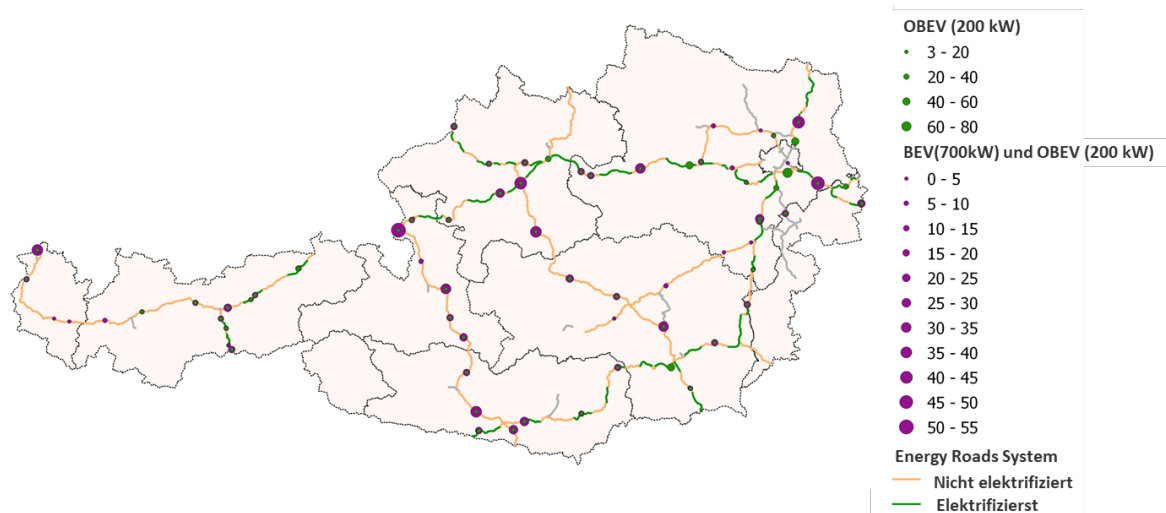 OBEV (200 kW)
3 - 20
20 - 40
40 - 60
60 - 80
BEV(700kW) und OBEV (200 kW)
0 - 5
5 - 10
10 - 15
15 - 20
20 - 25
25 - 30
30 - 35
35 - 40
40 - 45
45 - 50
50 - 55
Energy Roads System
Nicht elektrifiziert
Elektrifizierst